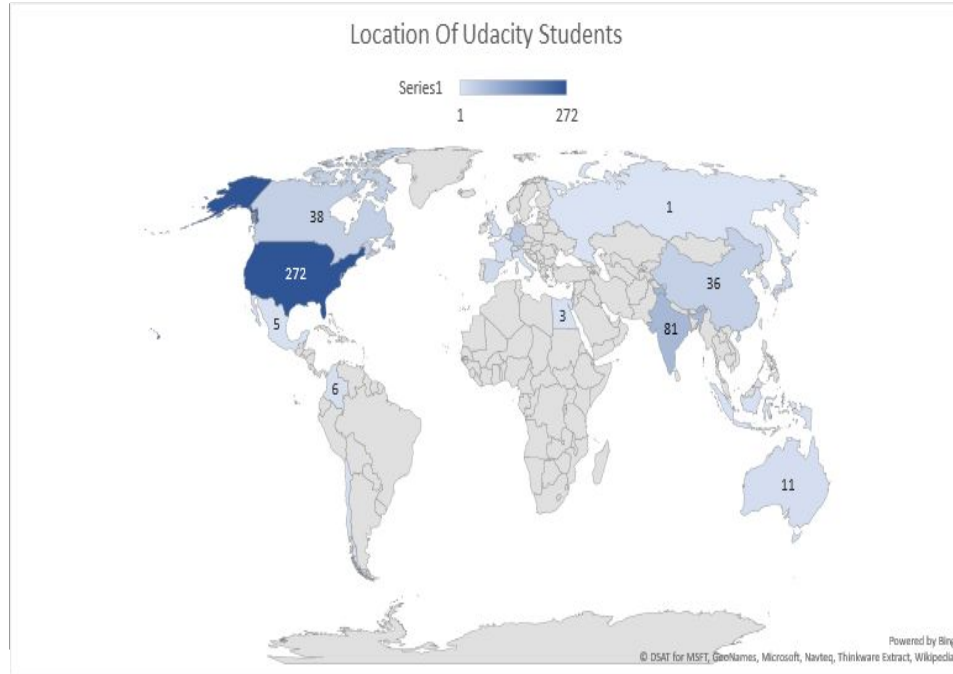 Location Of Udacity Students
Series1
1 272
1
38
272
36
5
3
81
6
11
Powered by Bing
© DSAT for MSFT, GeoNames, Microsoft, Navteq, Thinkware Extract, Wikipedia